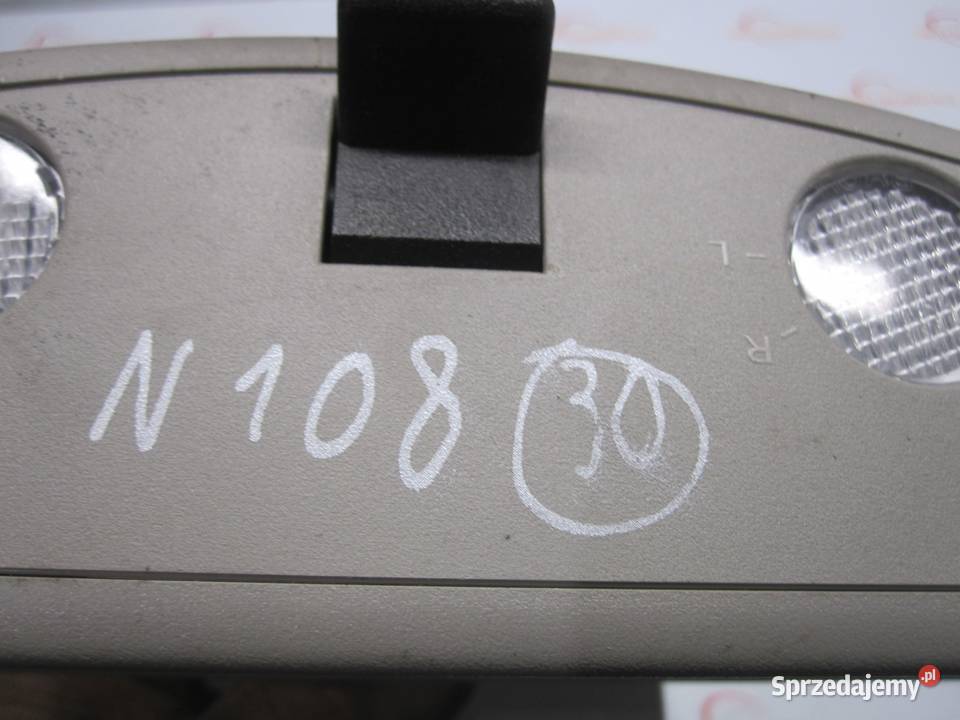 L
R
N 108 30
Sprzedajemy.pl